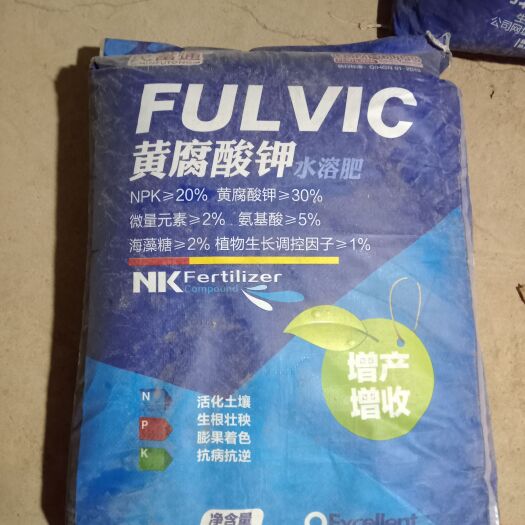 FULVIC
黄腐酸钾水溶肥
NPK≥20% 黄腐酸钾≥30%
微量元素≥2% 氨基酸≥5%
海藻糖≥2% 植物生长调控因子≥1%
NK Fertilizer
Compound
增产
增收
N
P
K
活化土壤
生根壮秧
膨果着色
抗病抗逆
净含量
Excellent